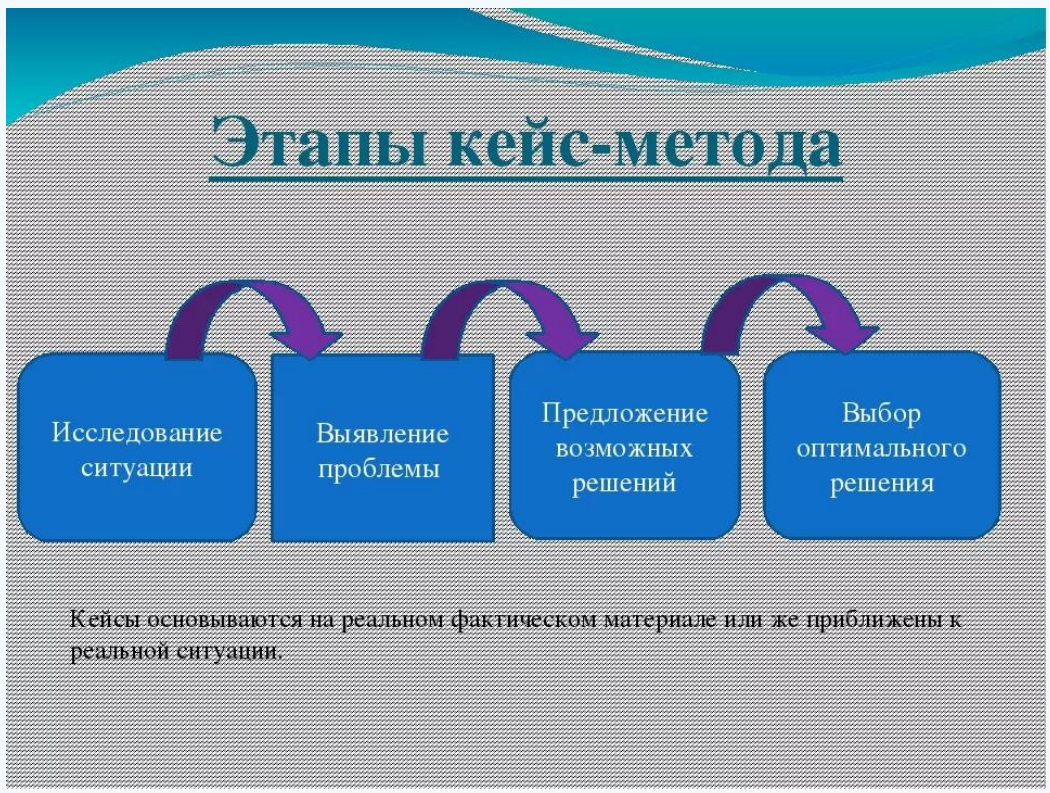 Этапы кейс-метода
Исследование
ситуации
Выявление
проблемы
Предложение
возможных
решений
Выбор
оптимального
решения
Кейсы основываются на реальном фактическом материале или же приближены к
реальной ситуации.